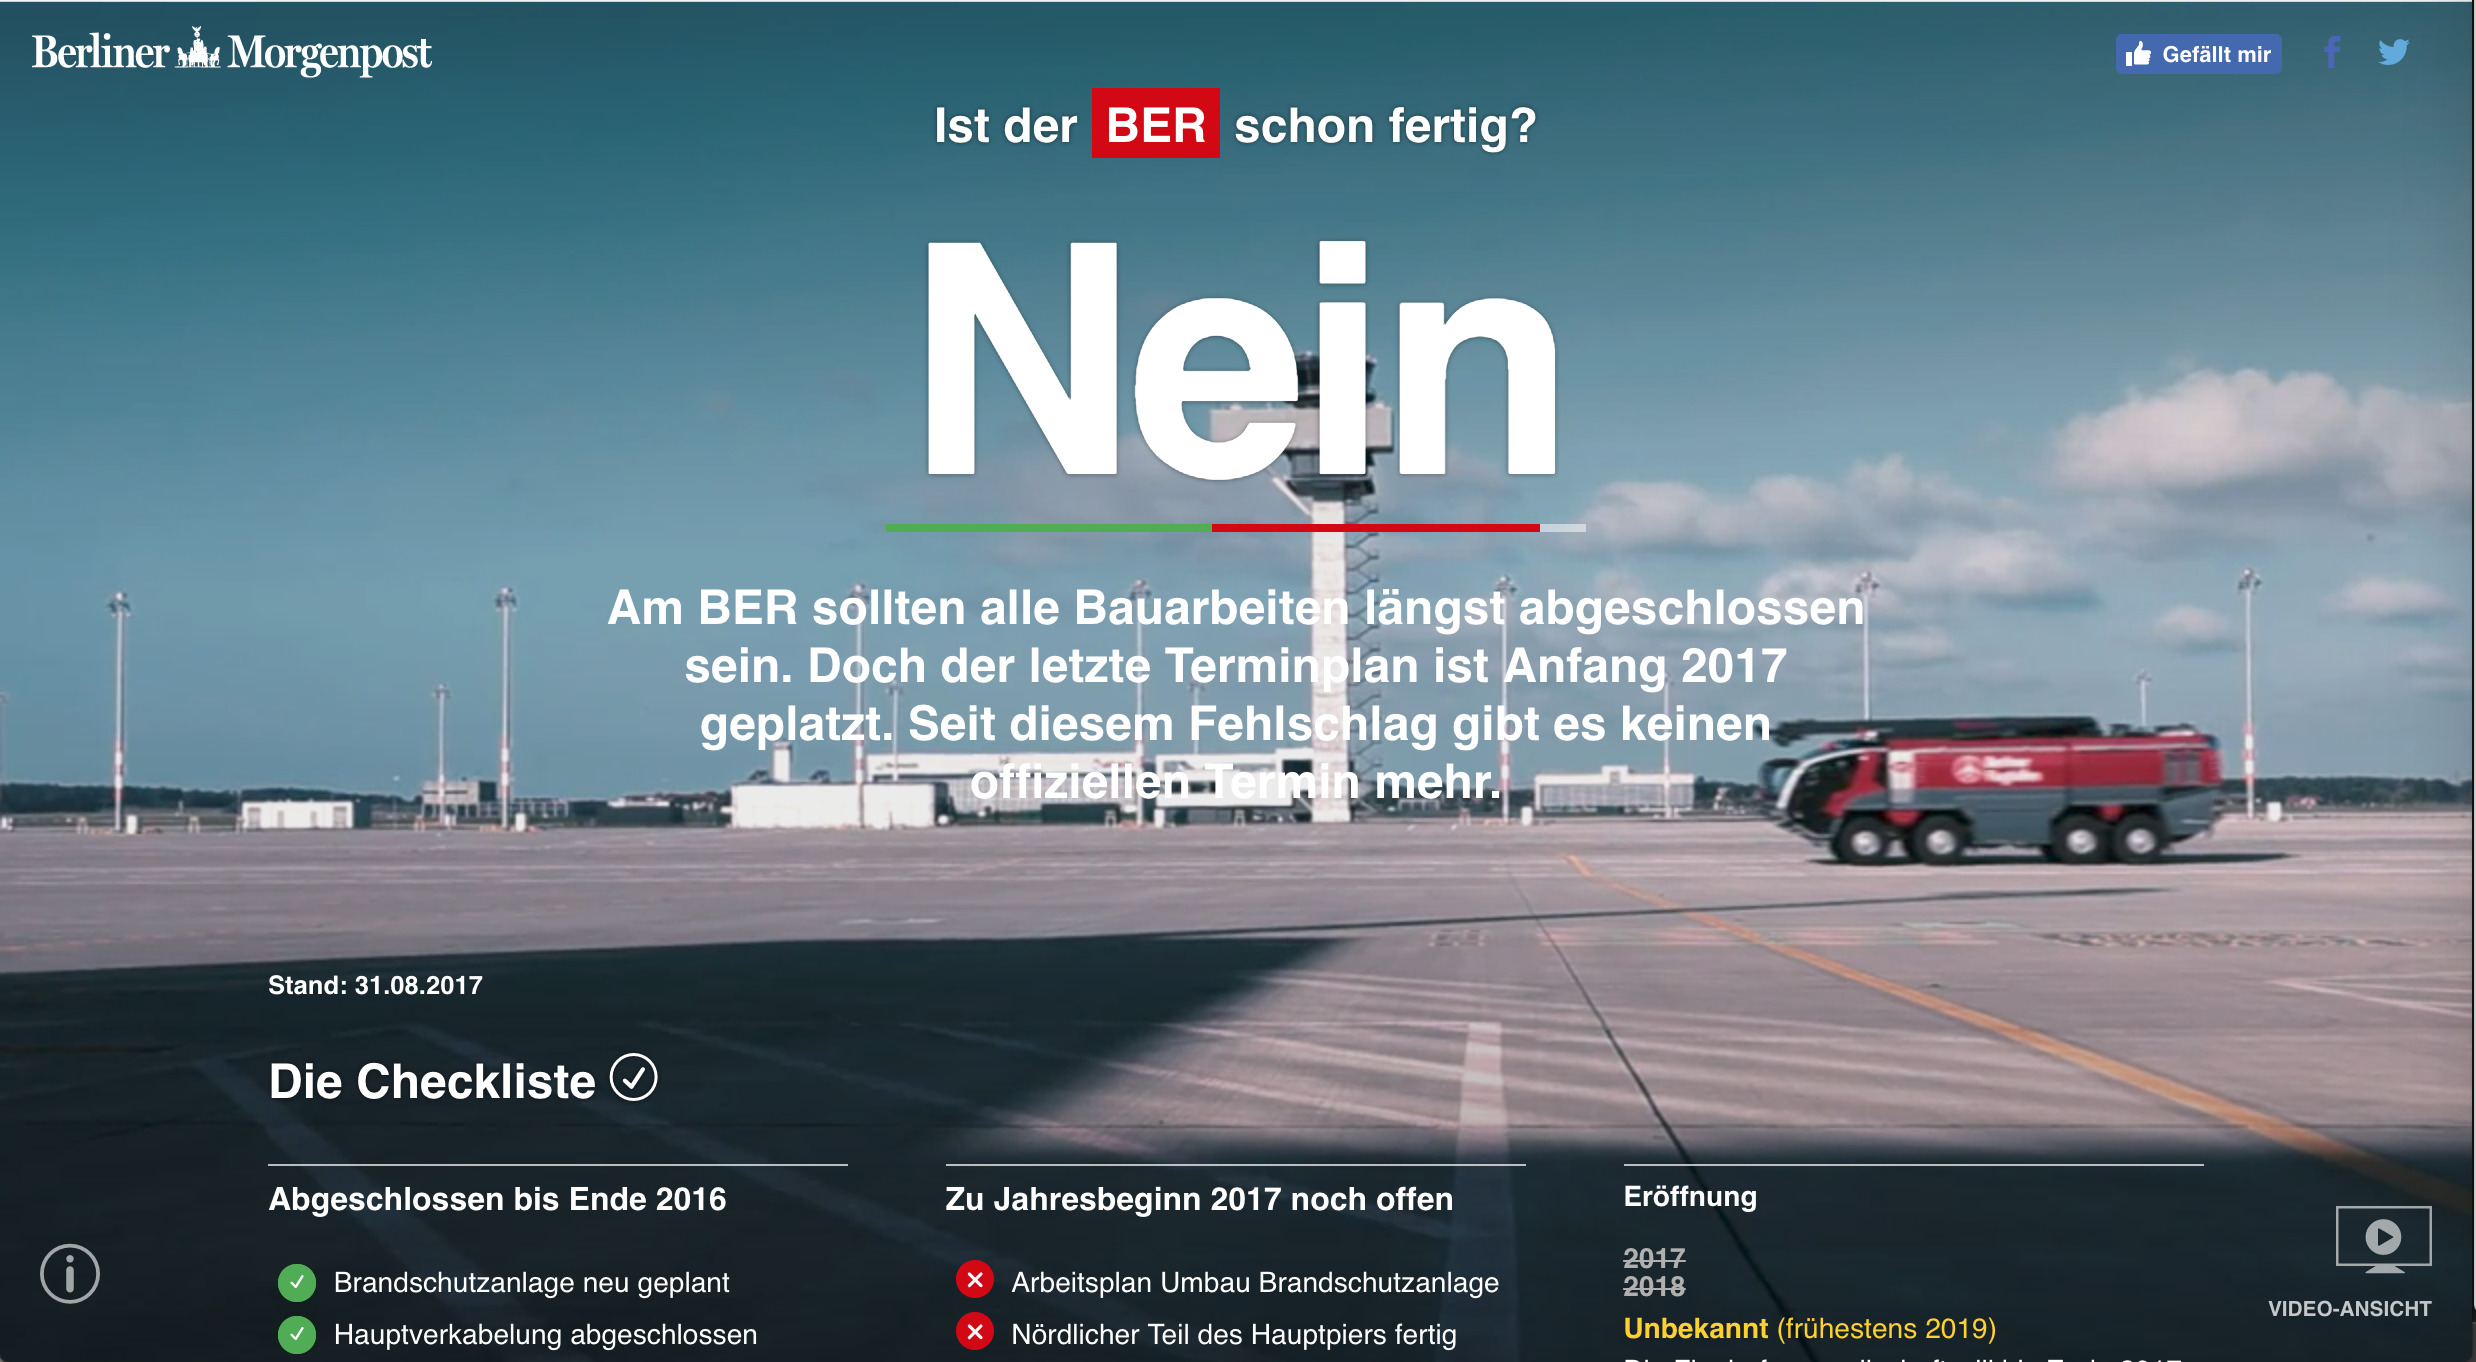 Berliner Morgenpost
Gefällt mir
Ist der BER schon fertig?
Nein
Am BER sollten alle Bauarbeiten längst abgeschlossen
sein. Doch der letzte Terminplan ist Anfang 2017
geplatzt. Seit diesem Fehlschlag gibt es keinen
offiziellen Termin mehr.
Stand: 31.08.2017
Die Checkliste
Abgeschlossen bis Ende 2016
Brandschutzanlage neu geplant
Hauptverkabelung abgeschlossen
Zu Jahresbeginn 2017 noch offen
Arbeitsplan Umbau Brandschutzanlage
Nördlicher Teil des Hauptpiers fertig
Eröffnung
2017
2018
Unbekannt (frühestens 2019)
VIDEO-ANSICHT